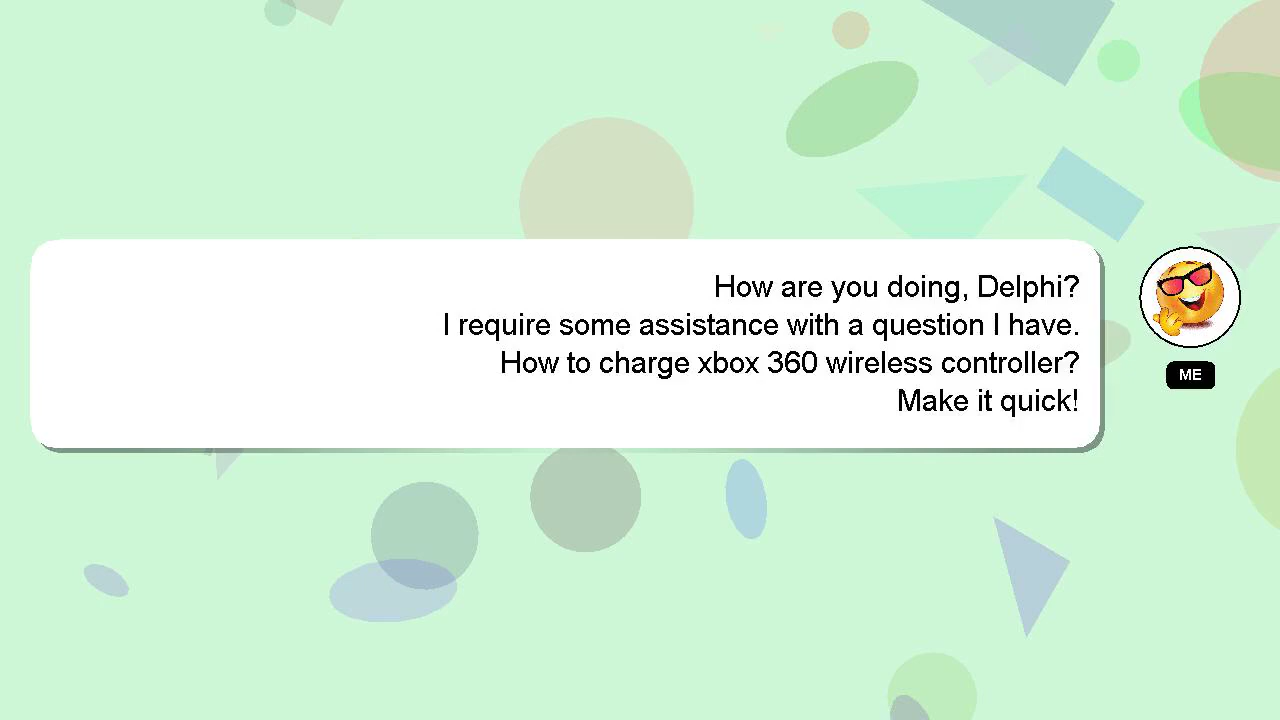 How are you doing, Delphi?
I require some assistance with a question I have.
How to charge xbox 360 wireless controller?
Make it quick!
ME